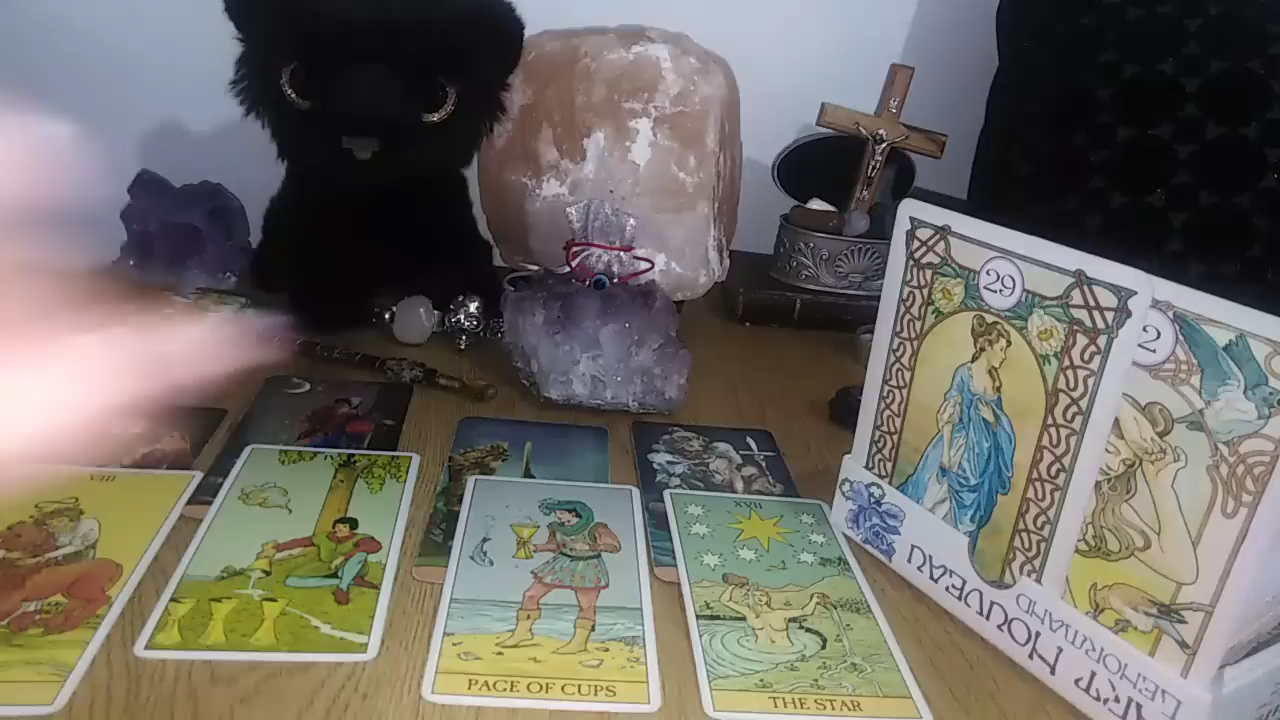 29
2
VIII
XVII
PAGE OF CUPS
THE STAR
ART NOUVEAU
LENORMAND